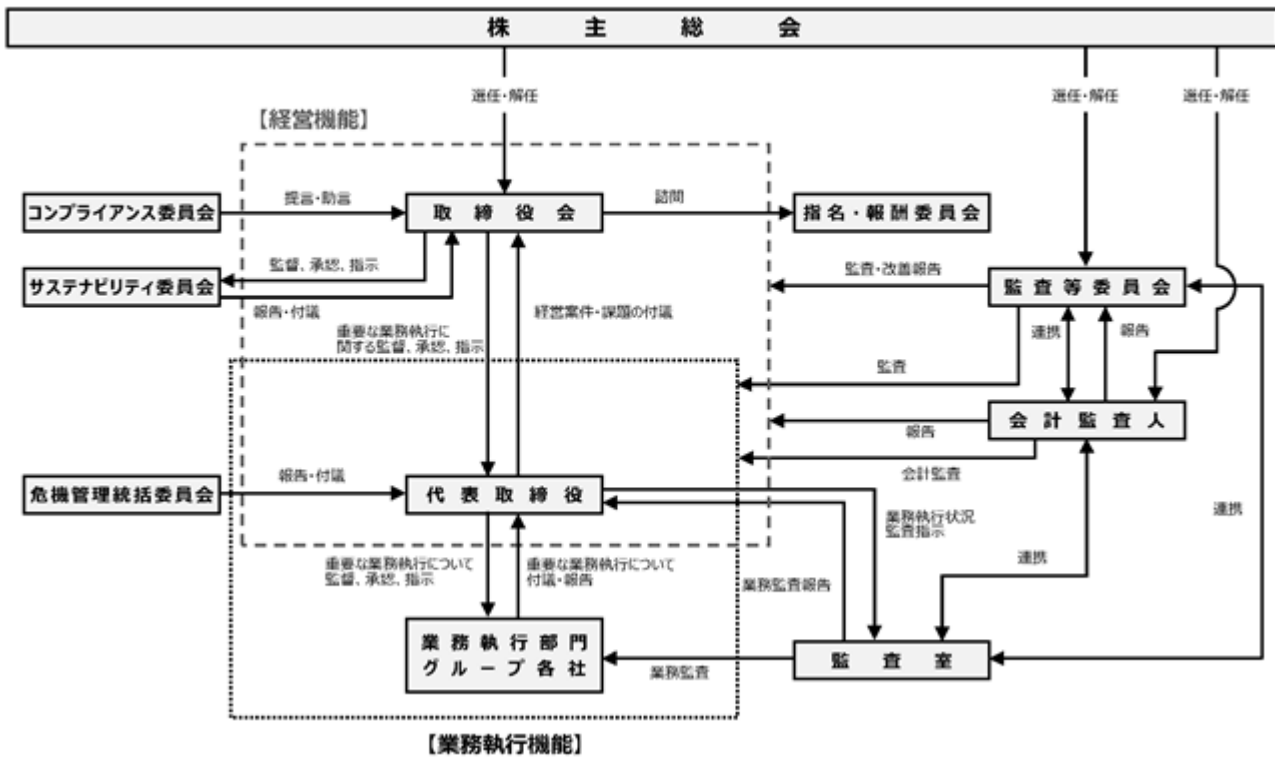 株主総会
選任・解任
選任・解任
選任・解任
【経営機能】
コンプライアンス委員会
提言・助言
取締役会
諮問
指名・報酬委員会
サステナビリティ委員会
監督、承認、指示
報告・付議
重要な業務執行に
関する監督、承認、指示
経営案件・課題の付議
監査・改善報告
監査等委員会
連携
報告
監査
会計監査人
報告
会計監査
危機管理統括委員会
報告・付議
代表取締役
業務執行状況
監査指示
連携
連携
重要な業務執行について
監督、承認、指示
重要な業務執行について
付議・報告
業務監査報告
業務執行部門
グループ各社
業務監査
監査室
【業務執行機能】